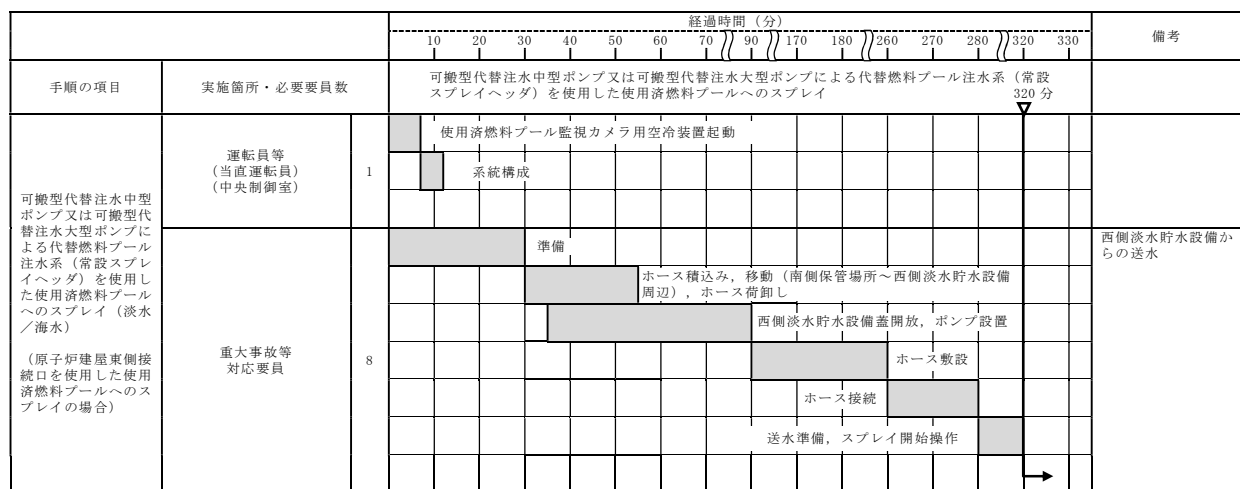 経過時間（分）
備考
10 20 30 40 50 60 70 90 170 180 260 270 280 320 330
手順の項目
実施箇所・必要要員数
可搬型代替注水中型ポンプ又は可搬型代替注水大型ポンプによる代替燃料プール注水系（常設
スプレイヘッダ）を使用した使用済燃料プールへのスプレイ
320 分
可搬型代替注水中型
ポンプ又は可搬型代
替注水大型ポンプに
よる代替燃料プール
注水系（常設スプレ
イヘッダ）を使用し
た使用済燃料プール
へのスプレイ（淡水
／海水）
（原子炉建屋東側接
続口を使用した使用
済燃料プールへのス
プレイの場合）
運転員等
（当直運転員）
（中央制御室）
1
使用済燃料プール監視カメラ用空冷装置起動
系統構成
重大事故等
対応要員
8
準備
ホース積込み，移動（南側保管場所～西側淡水貯水設備
周辺），ホース荷卸し
西側淡水貯水設備蓋開放，ポンプ設置
ホース敷設
ホース接続
送水準備，スプレイ開始操作
西側淡水貯水設備か
らの送水